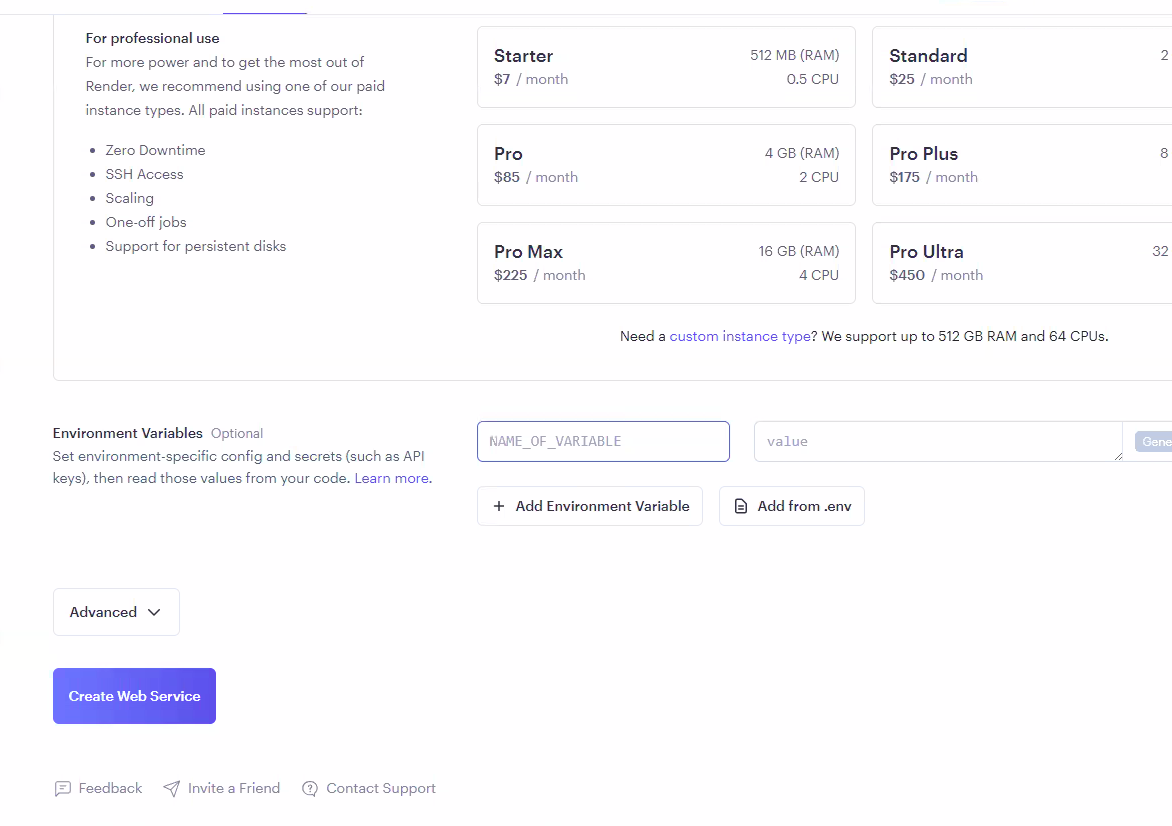 For professional use
For more power and to get the most out of
Render, we recommend using one of our paid
instance types. All paid instances support:
Zero Downtime
SSH Access
Scaling
One-off jobs
Support for persistent disks
Starter 512 MB (RAM)
$7 / month 0.5 CPU
Standard 2
$25 / month
Pro 4 GB (RAM)
$85 / month 2 CPU
Pro Plus 8
$175 / month
Pro Max 16 GB (RAM)
$225 / month 4 CPU
Pro Ultra 32
$450 / month
Need a custom instance type? We support up to 512 GB RAM and 64 CPUs.
Environment Variables Optional
Set environment-specific config and secrets (such as API
keys), then read those values from your code. Learn more.
NAME_OF_VARIABLE value Gene
+ Add Environment Variable Add from .env
Advanced
Create Web Service
Feedback Invite a Friend Contact Support